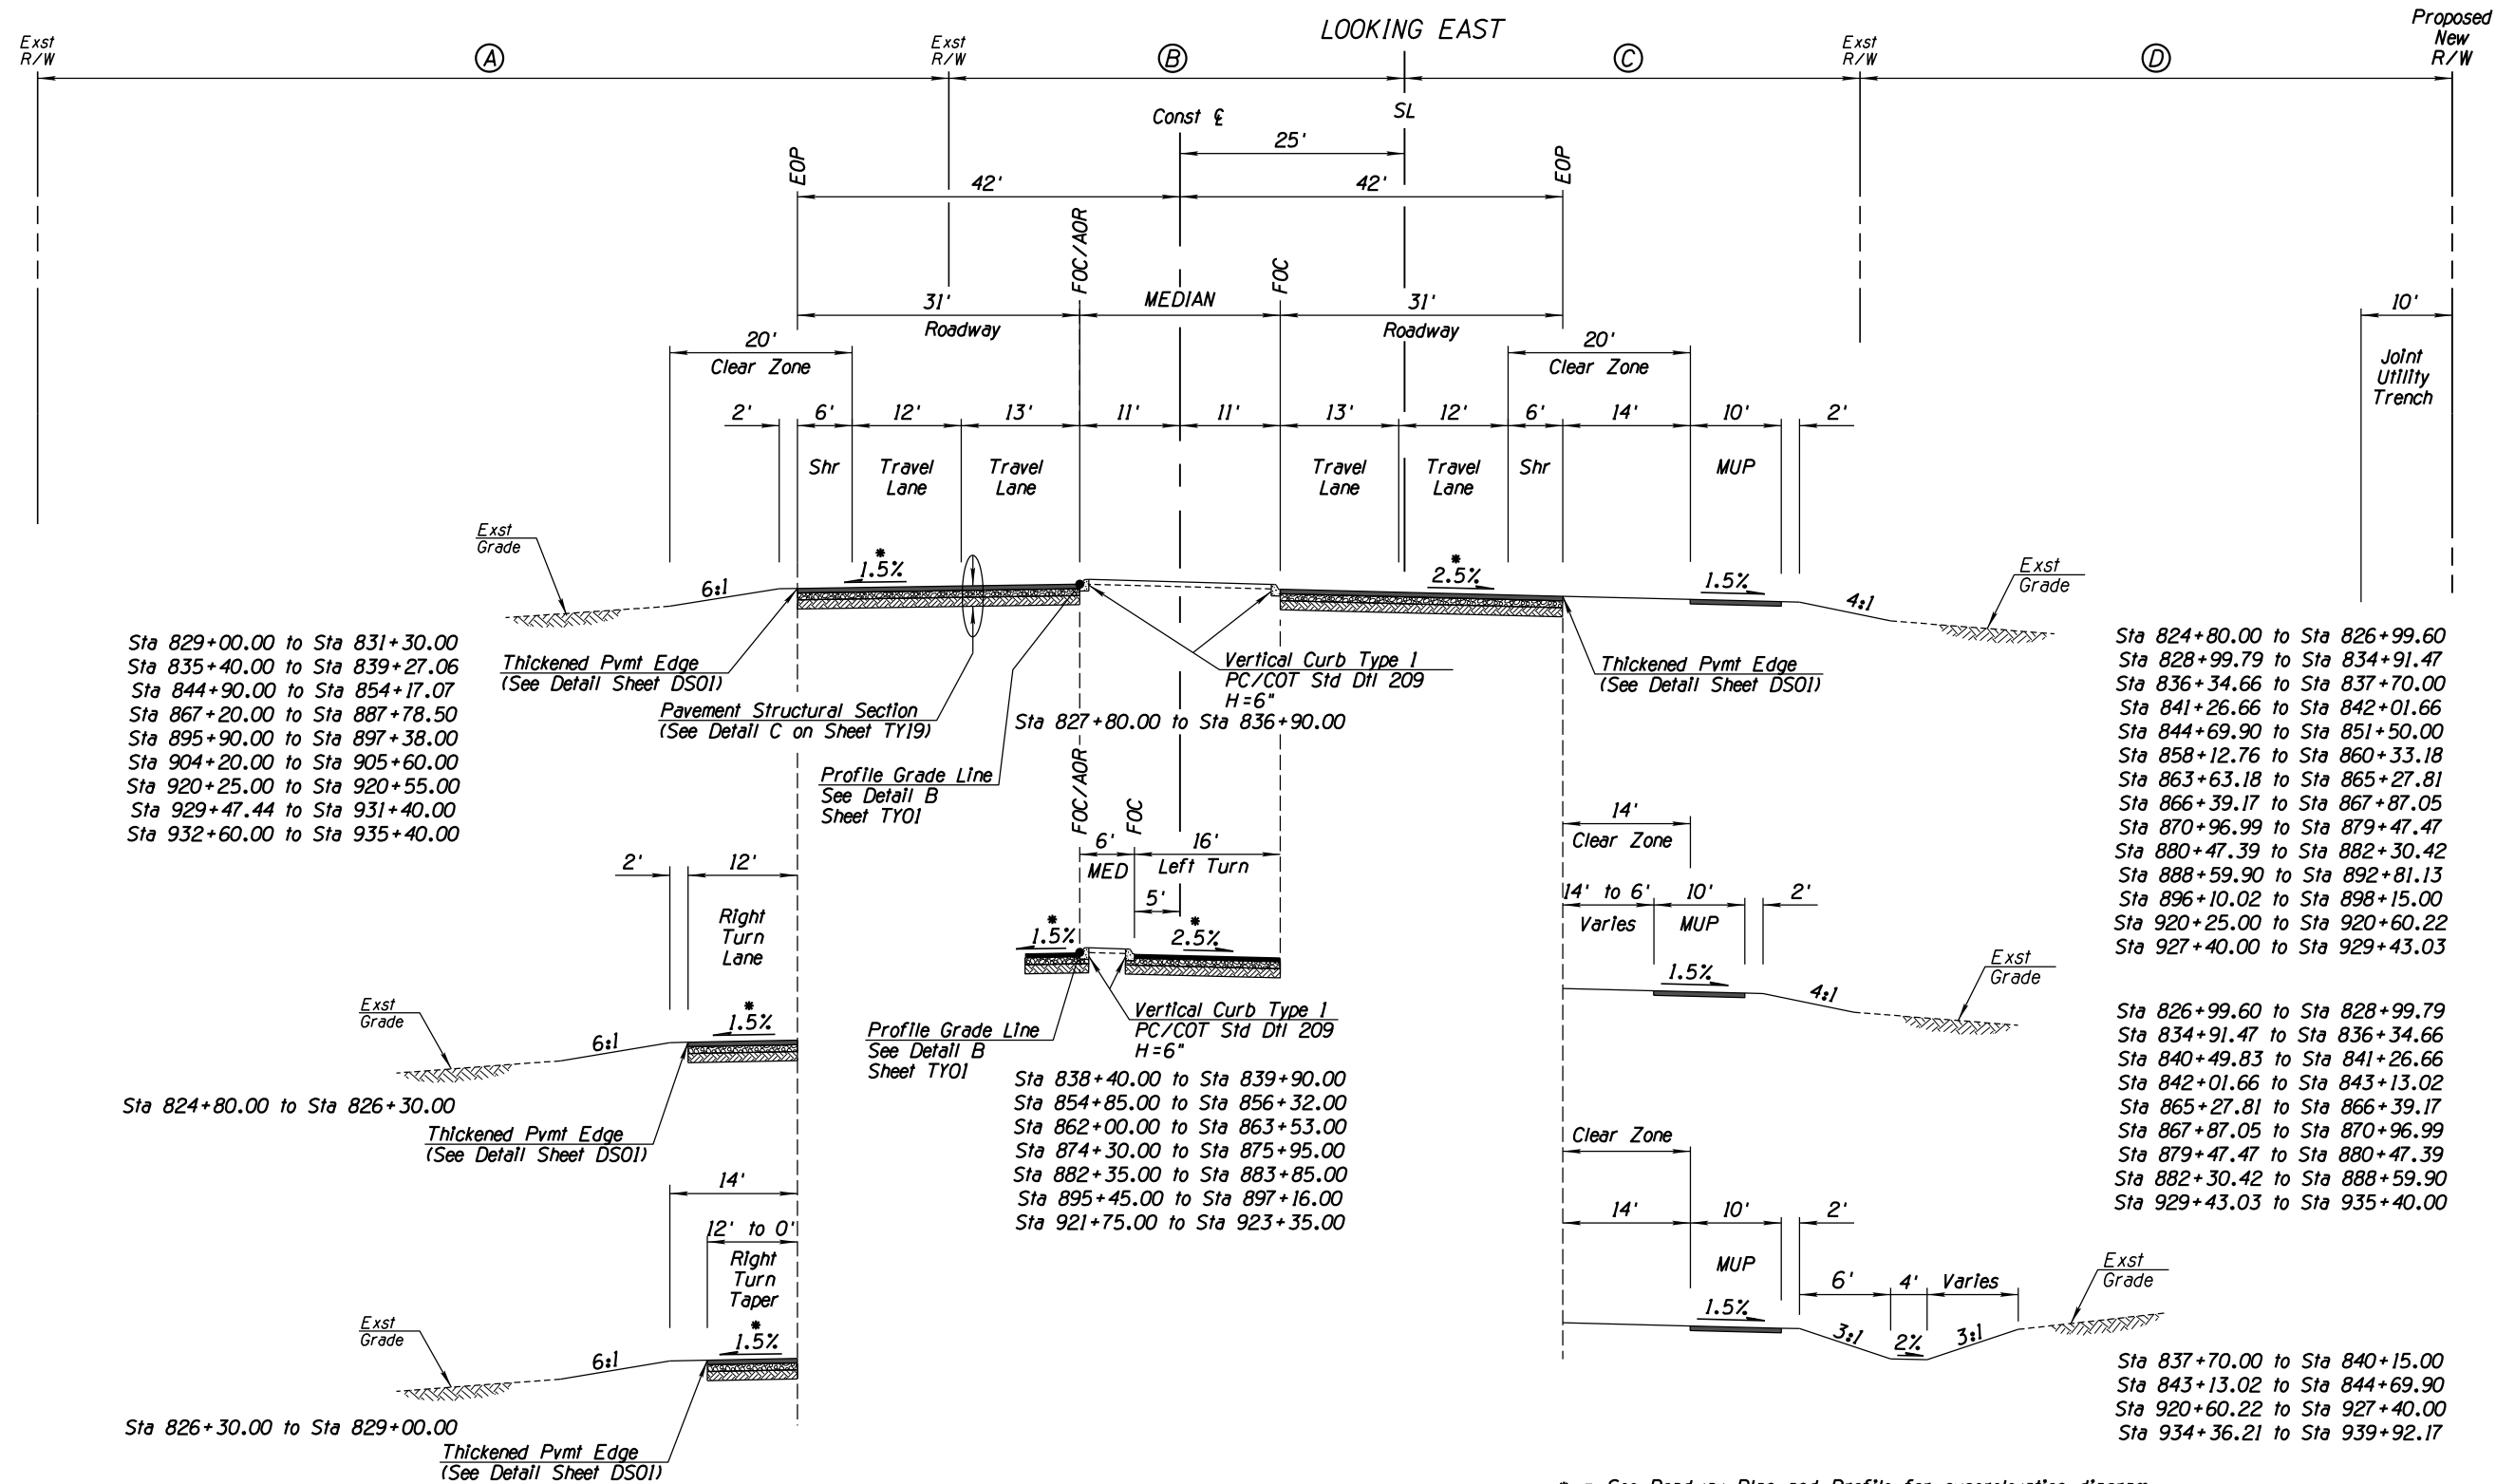 LOOKING EAST
Exst
R/W
A
Exst
R/W
B
C
Exst
R/W
D
Proposed
New
R/W
Const ℄
SL
25'
EOP
42'
42'
EOP
FOC/AOR
FOC
31'
Roadway
MEDIAN
31'
Roadway
10'
Joint
Utility
Trench
20'
Clear Zone
20'
Clear Zone
2'
6'
12'
13'
11'
11'
13'
12'
6'
14'
10'
2'
Shr
Travel
Lane
Travel
Lane
Travel
Lane
Travel
Lane
Shr
MUP
Exst
Grade
6:1
*
1.5%
*
2.5%
1.5%
4:1
Exst
Grade
Thickened Pvmt Edge
(See Detail Sheet DS01)
Pavement Structural Section
(See Detail C on Sheet TY19)
Profile Grade Line
See Detail B
Sheet TY01
Vertical Curb Type 1
PC/COT Std Dtl 209
H=6"
Sta 827+80.00 to Sta 836+90.00
Thickened Pvmt Edge
(See Detail Sheet DS01)
Sta 829+00.00 to Sta 831+30.00
Sta 835+40.00 to Sta 839+27.06
Sta 844+90.00 to Sta 854+17.07
Sta 867+20.00 to Sta 887+78.50
Sta 895+90.00 to Sta 897+38.00
Sta 904+20.00 to Sta 905+60.00
Sta 920+25.00 to Sta 920+55.00
Sta 929+47.44 to Sta 931+40.00
Sta 932+60.00 to Sta 935+40.00
Sta 824+80.00 to Sta 826+99.60
Sta 828+99.79 to Sta 834+91.47
Sta 836+34.66 to Sta 837+70.00
Sta 841+26.66 to Sta 842+01.66
Sta 844+69.90 to Sta 851+50.00
Sta 858+12.76 to Sta 860+33.18
Sta 863+63.18 to Sta 865+27.81
Sta 866+39.17 to Sta 867+87.05
Sta 870+96.99 to Sta 879+47.47
Sta 880+47.39 to Sta 882+30.42
Sta 888+59.90 to Sta 892+81.13
Sta 896+10.02 to Sta 898+15.00
Sta 920+25.00 to Sta 920+60.22
Sta 927+40.00 to Sta 929+43.03
2'
12'
Right
Turn
Lane
Exst
Grade
6:1
*
1.5%
Sta 824+80.00 to Sta 826+30.00
Thickened Pvmt Edge
(See Detail Sheet DS01)
FOC/AOR
FOC
6'
MED
16'
Left Turn
5'
*
1.5%
*
2.5%
Profile Grade Line
See Detail B
Sheet TY01
Vertical Curb Type 1
PC/COT Std Dtl 209
H=6"
Sta 838+40.00 to Sta 839+90.00
Sta 854+85.00 to Sta 856+32.00
Sta 862+00.00 to Sta 863+53.00
Sta 874+30.00 to Sta 875+95.00
Sta 882+35.00 to Sta 883+85.00
Sta 895+45.00 to Sta 897+16.00
Sta 921+75.00 to Sta 923+35.00
14'
Clear Zone
14' to 6'
Varies
10'
MUP
2'
1.5%
4:1
Exst
Grade
Sta 826+99.60 to Sta 828+99.79
Sta 834+91.47 to Sta 836+34.66
Sta 840+49.83 to Sta 841+26.66
Sta 842+01.66 to Sta 843+13.02
Sta 865+27.81 to Sta 866+39.17
Sta 867+87.05 to Sta 870+96.99
Sta 879+47.47 to Sta 880+47.39
Sta 882+30.42 to Sta 888+59.90
Sta 929+43.03 to Sta 935+40.00
14'
12' to 0'
Right
Turn
Taper
Exst
Grade
6:1
*
1.5%
Sta 826+30.00 to Sta 829+00.00
Thickened Pvmt Edge
(See Detail Sheet DS01)
Clear Zone
14'
10'
2'
MUP
6'
4'
Varies
1.5%
3:1
2%
3:1
Exst
Grade
Sta 837+70.00 to Sta 840+15.00
Sta 843+13.02 to Sta 844+69.90
Sta 920+60.22 to Sta 927+40.00
Sta 934+36.21 to Sta 939+92.17